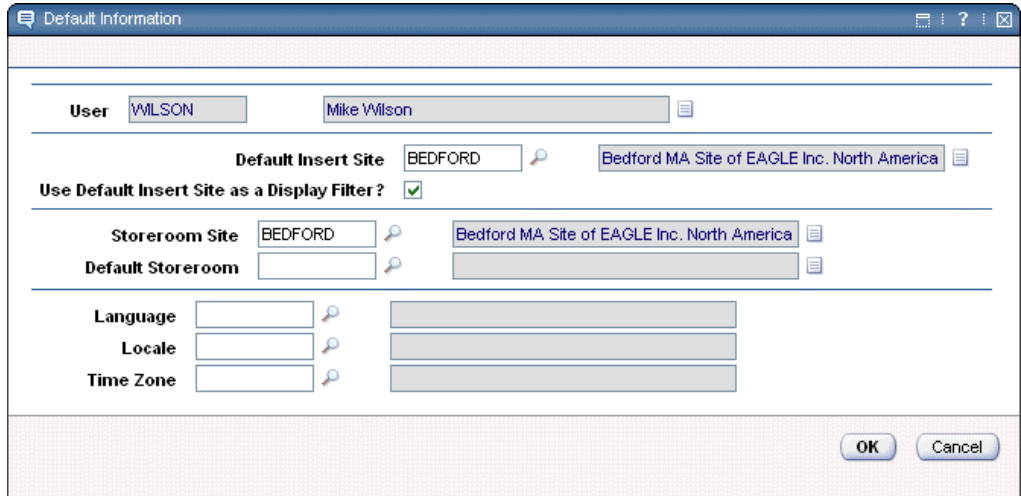 Default Information ?
User WILSON Mike Wilson
Default Insert Site BEDFORD Bedford MA Site of EAGLE Inc. North America
Use Default Insert Site as a Display Filter?
Storeroom Site BEDFORD Bedford MA Site of EAGLE Inc. North America
Default Storeroom
Language
Locale
Time Zone
OK Cancel